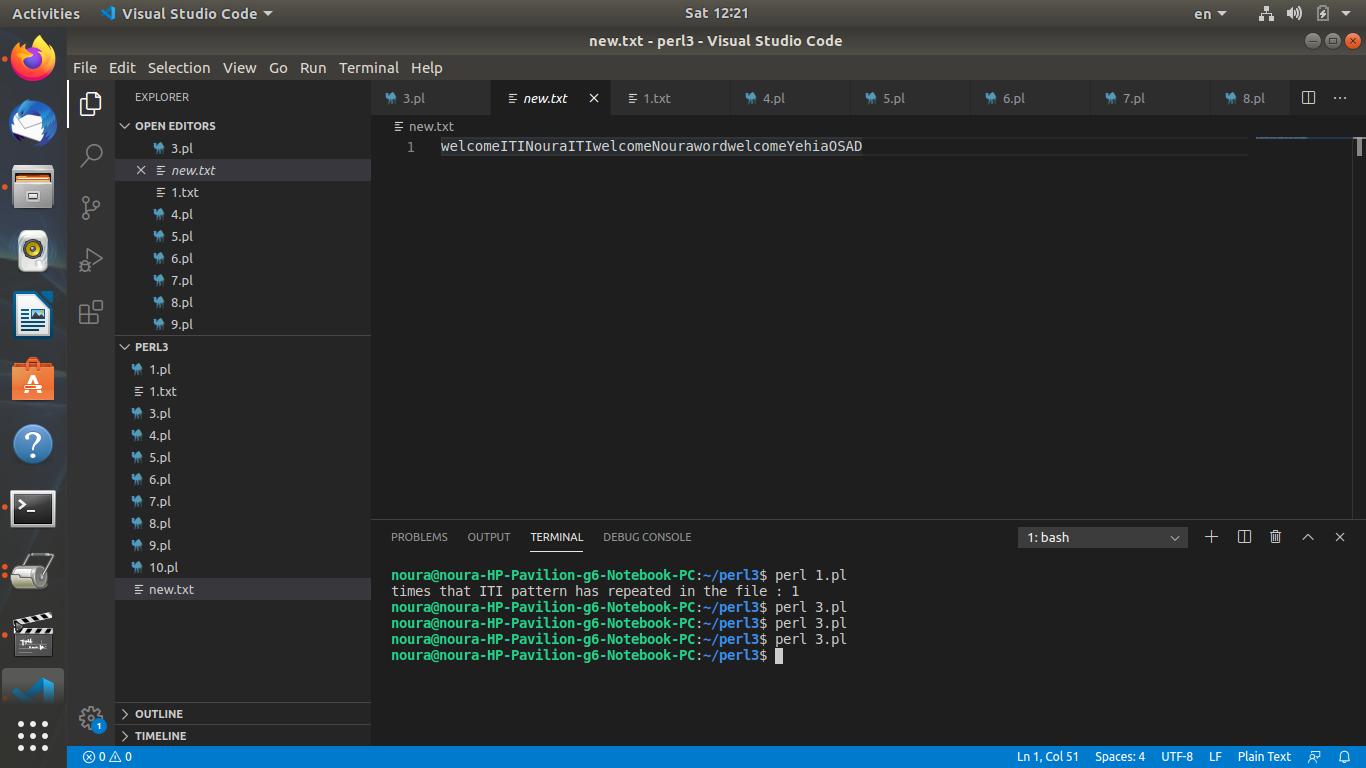 Activities Visual Studio Code Sat 12:21 en
new.txt - perl3 - Visual Studio Code
File Edit Selection View Go Run Terminal Help
EXPLORER
OPEN EDITORS
3.pl
new.txt
1.txt
4.pl
5.pl
6.pl
7.pl
8.pl
9.pl
PERL3
1.pl
1.txt
3.pl
4.pl
5.pl
6.pl
7.pl
8.pl
9.pl
10.pl
new.txt
OUTLINE
TIMELINE
1
3.pl new.txt 1.txt 4.pl 5.pl 6.pl 7.pl 8.pl
new.txt
1 welcomeITINouraITIwelcomeNourawordwelcomeYehiaOSAD
PROBLEMS OUTPUT TERMINAL DEBUG CONSOLE 1: bash
noura@noura-HP-Pavilion-g6-Notebook-PC:~/perl3$ perl 1.pl
times that ITI pattern has repeated in the file : 1
noura@noura-HP-Pavilion-g6-Notebook-PC:~/perl3$ perl 3.pl
noura@noura-HP-Pavilion-g6-Notebook-PC:~/perl3$ perl 3.pl
noura@noura-HP-Pavilion-g6-Notebook-PC:~/perl3$ perl 3.pl
noura@noura-HP-Pavilion-g6-Notebook-PC:~/perl3$
0 0 Ln 1, Col 51 Spaces: 4 UTF-8 LF Plain Text